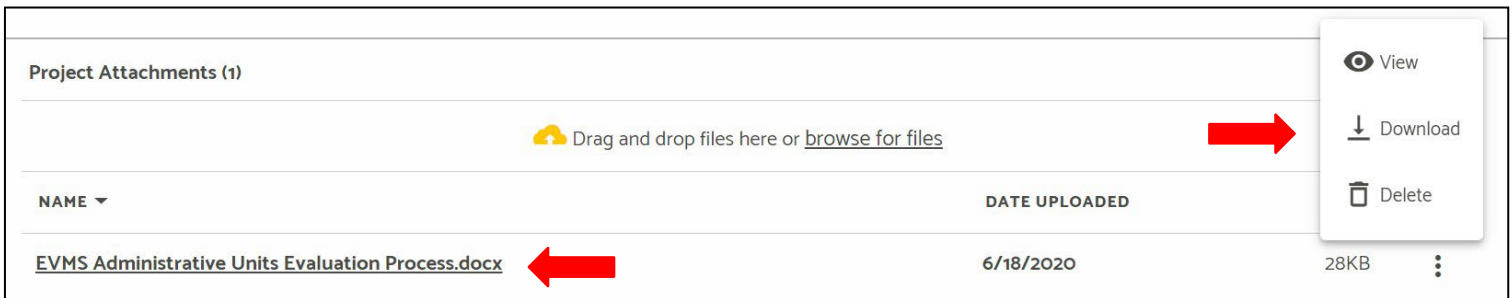 Project Attachments (1)
View
Drag and drop files here or browse for files
Download
NAME
DATE UPLOADED
Delete
EVMS Administrative Units Evaluation Process.docx
6/18/2020
28KB